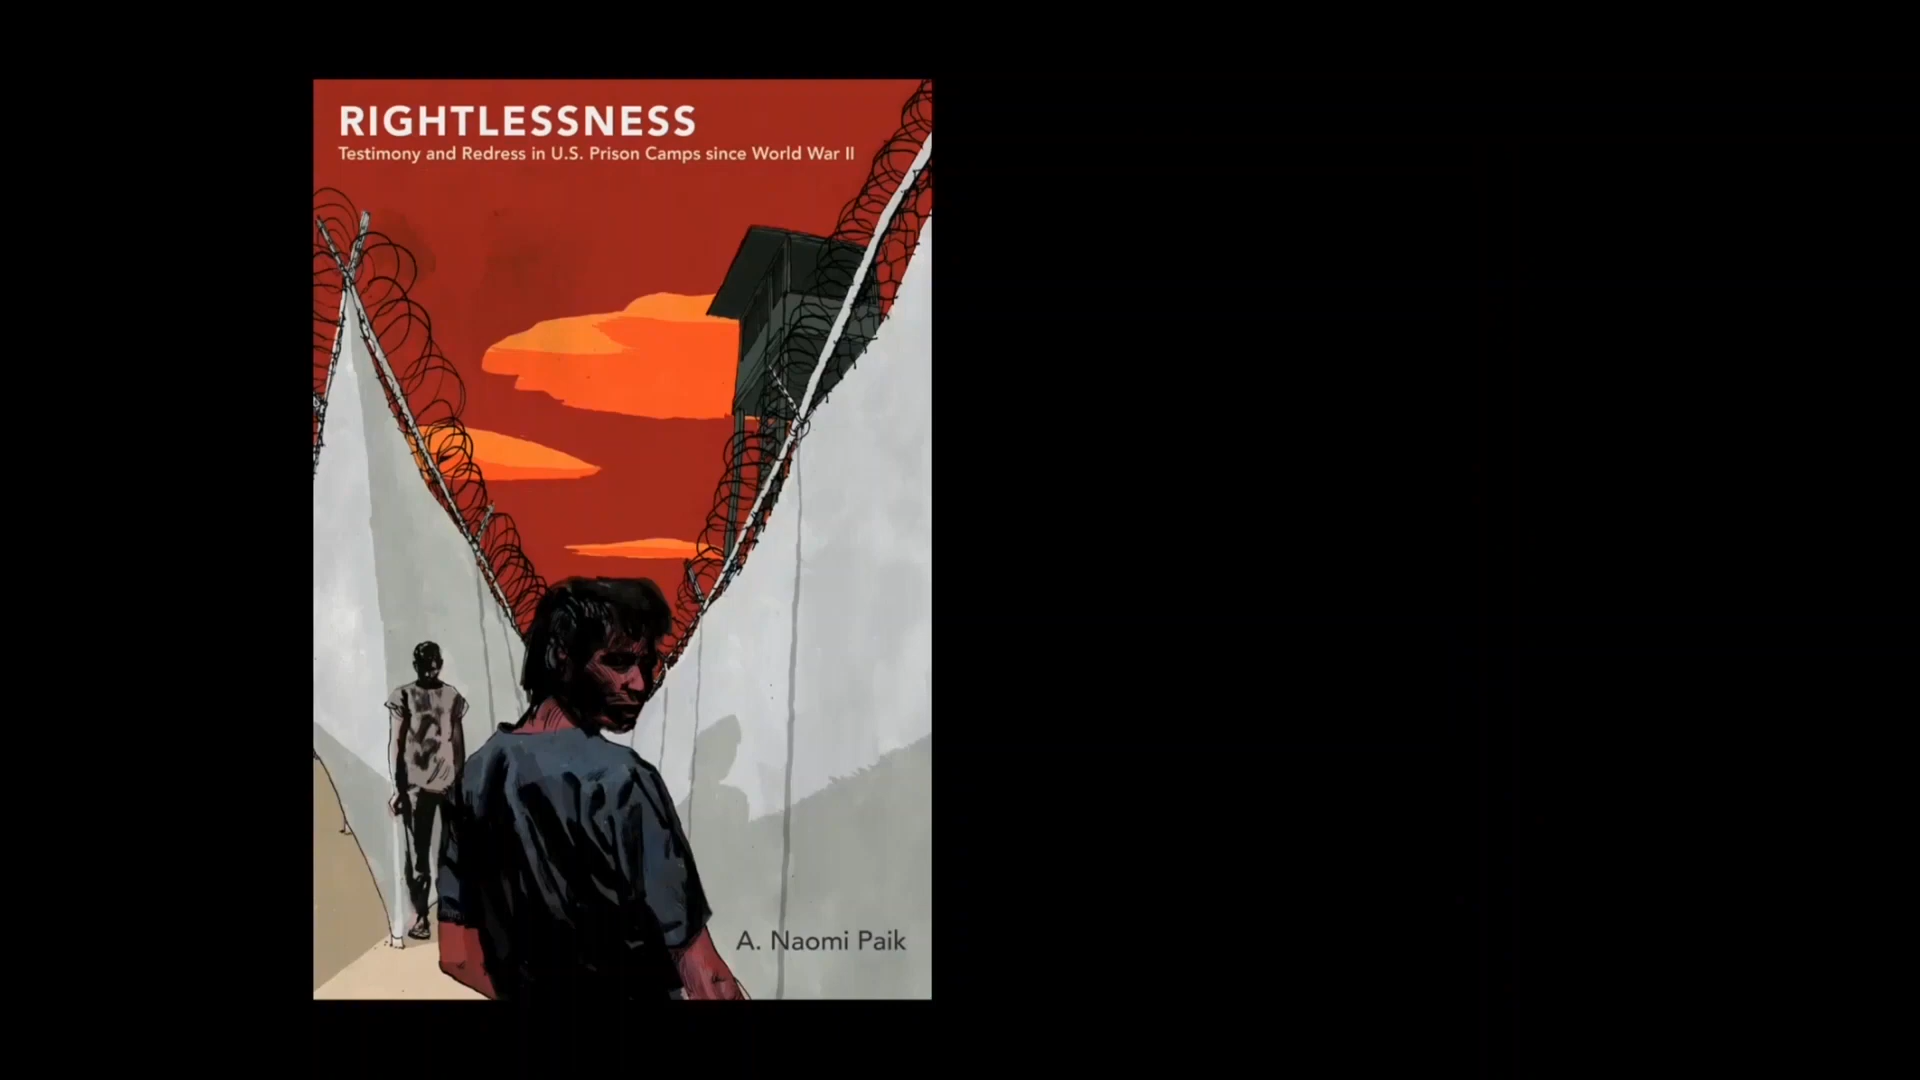 RIGHTLESSNESS
Testimony and Redress in U.S. Prison Camps since World War II
A. Naomi Paik